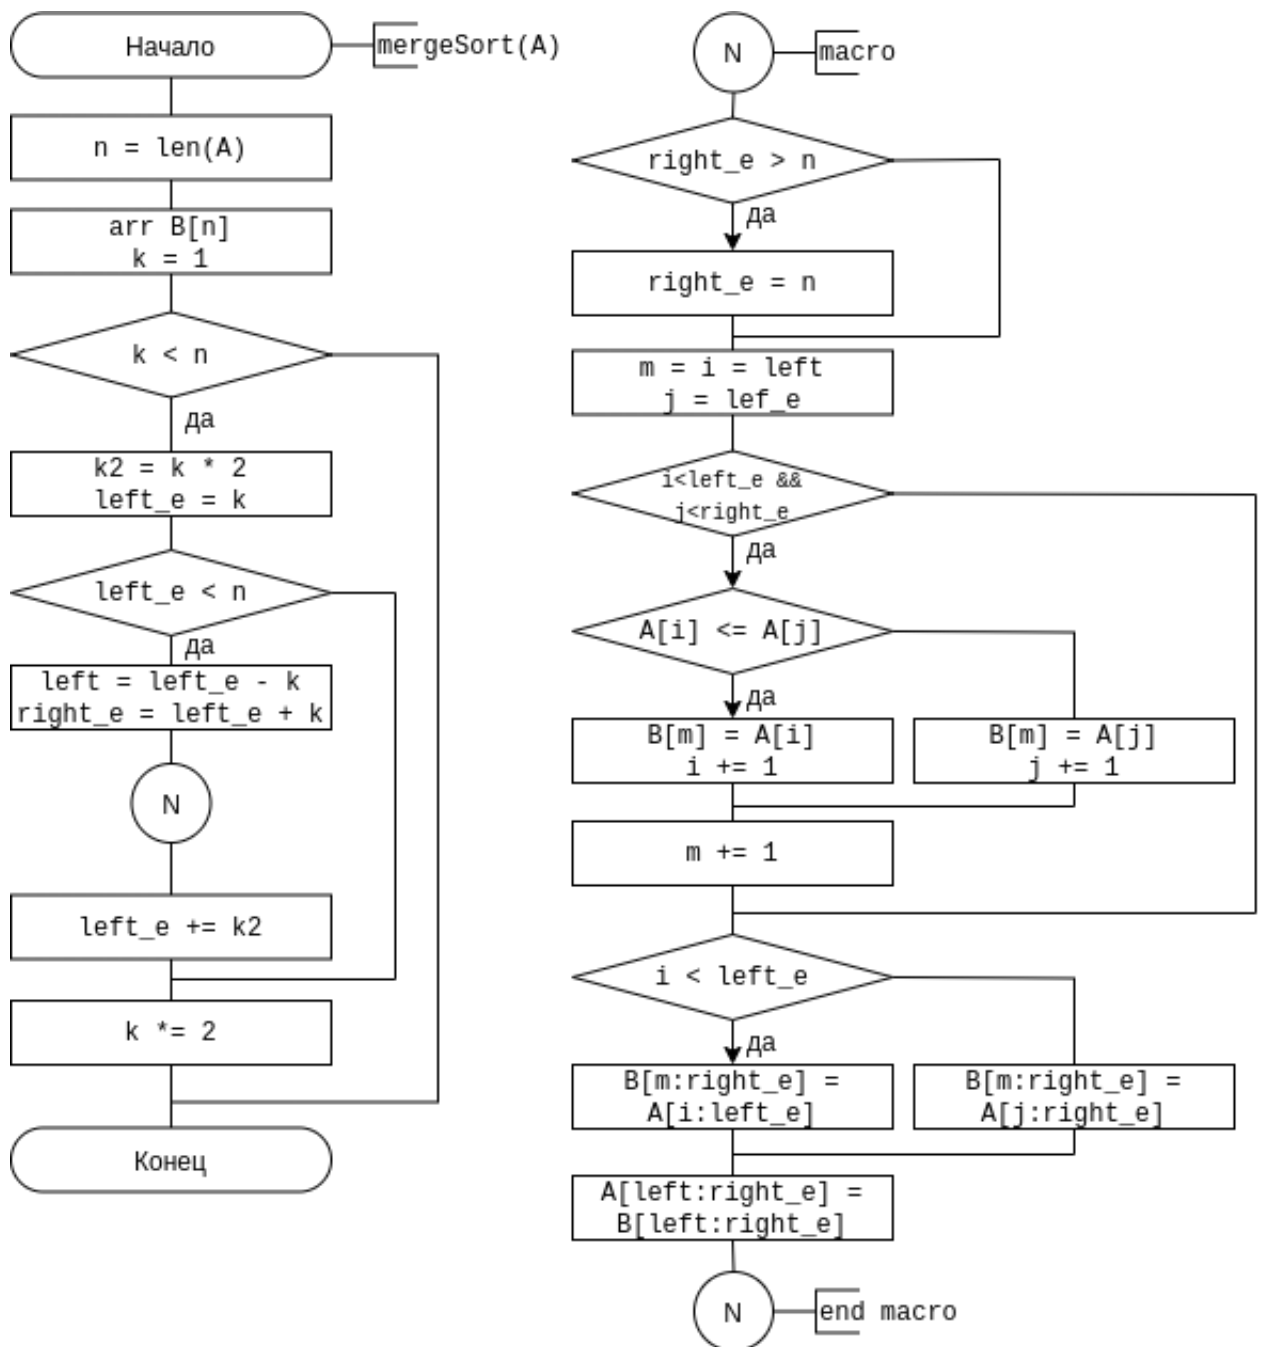 Начало
mergeSort(A)
n = len(A)
arr B[n]
k = 1
k < n
да
k2 = k * 2
left_e = k
left_e < n
да
left = left_e - k
right_e = left_e + k
N
left_e += k2
k *= 2
Конец
N
macro
right_e > n
да
right_e = n
m = i = left
j = lef_e
i<left_e &&
j<right_e
да
A[i] <= A[j]
да
B[m] = A[i]
i += 1
B[m] = A[j]
j += 1
m += 1
i < left_e
да
B[m:right_e] =
A[i:left_e]
B[m:right_e] =
A[j:right_e]
A[left:right_e] =
B[left:right_e]
N
end macro